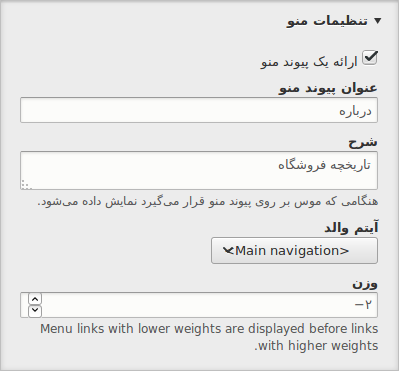 تنظیمات منو
ارائه یک پیوند منو
عنوان پیوند منو
درباره
شرح
تاریخچه فروشگاه
هنگامی که موس بر روی پیوند منو قرار می‌گیرد نمایش داده می‌شود.
آیتم والد
<Main navigation>
وزن
−۲
Menu links with lower weights are displayed before links
with higher weights.